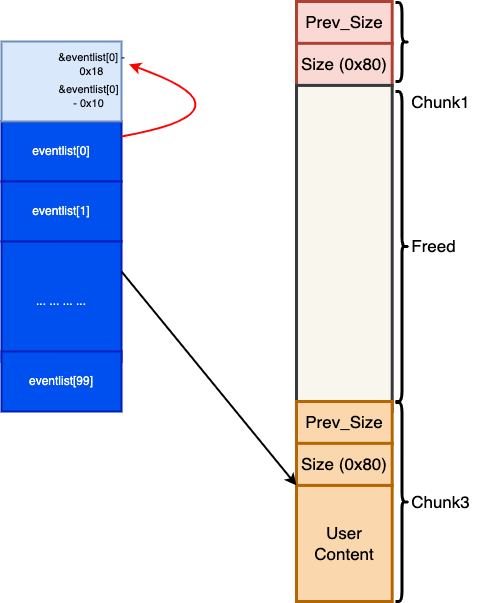 &eventlist[0] -
0x18
&eventlist[0]
- 0x10
eventlist[0]
eventlist[1]
... ... ... ...
eventlist[99]
Prev_Size
Size (0x80)
Chunk1
Freed
Prev_Size
Size (0x80)
User
Content
Chunk3